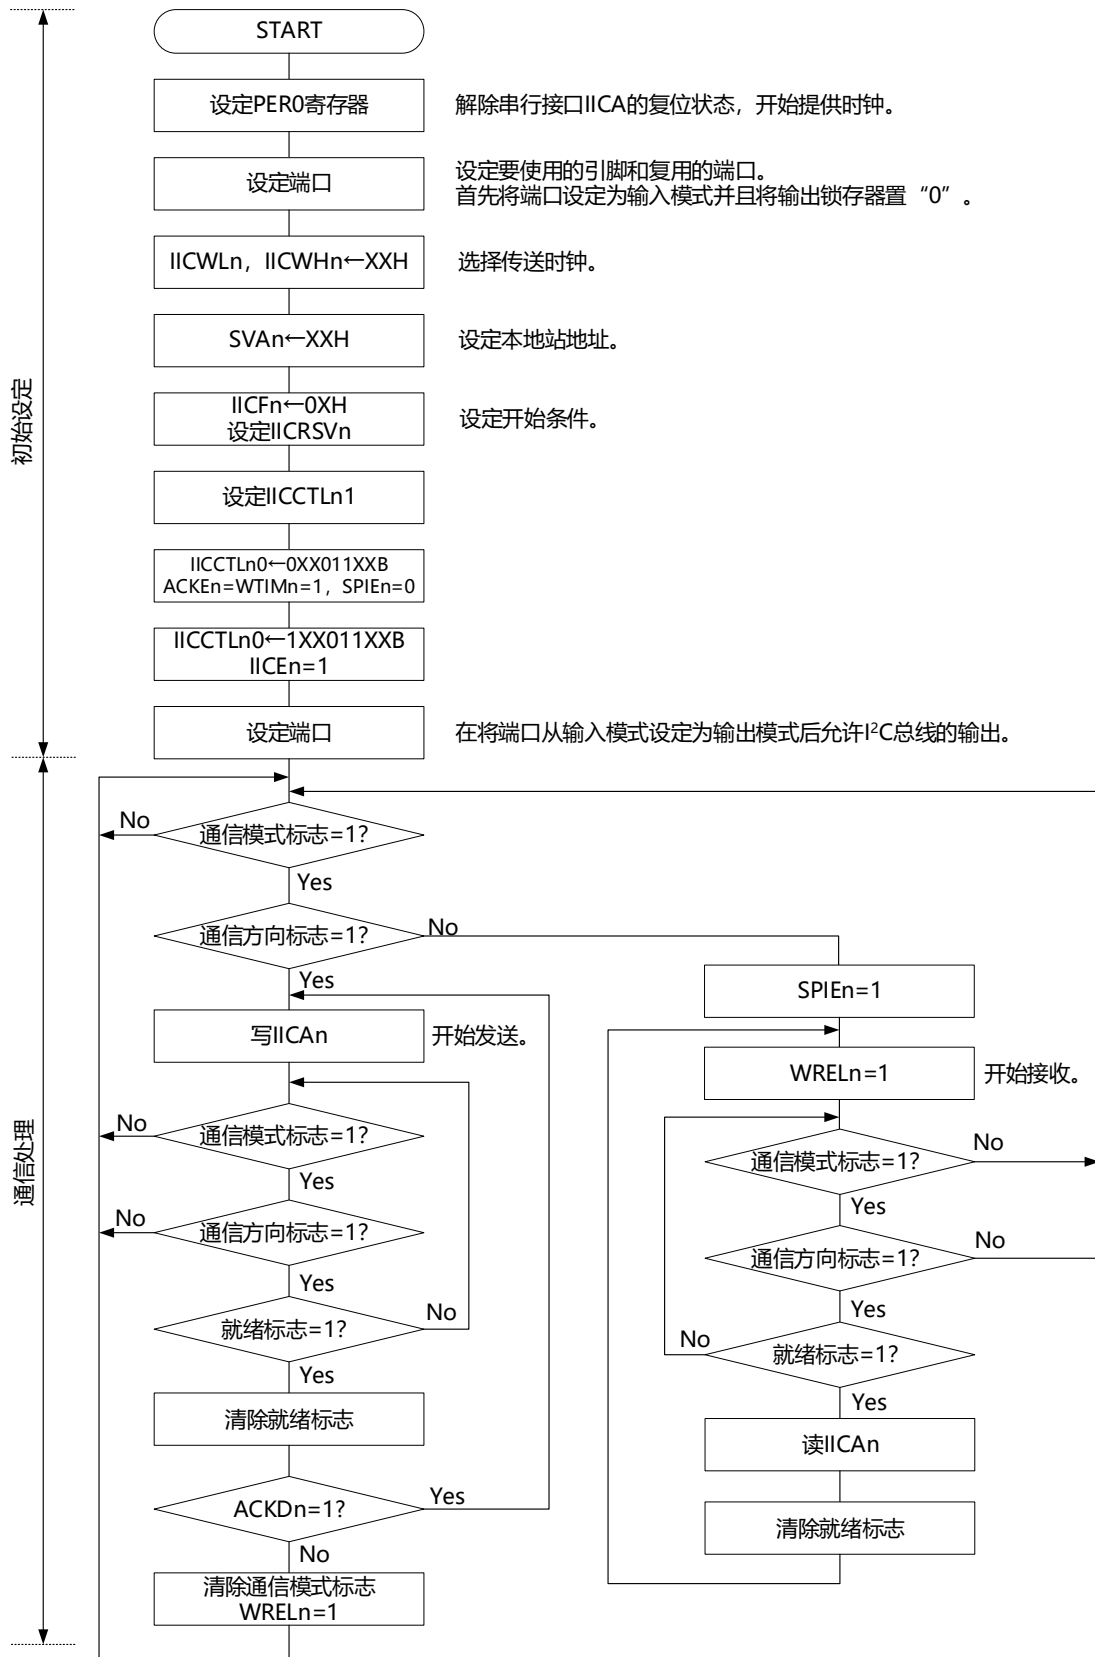 START
设定PER0寄存器
解除串行接口IICA的复位状态，开始提供时钟。
设定端口
设定要使用的引脚和复用的端口。
首先将端口设定为输入模式并且将输出锁存器置“0”。
IICWLn，IICWHn←XXH
选择传送时钟。
SVAn←XXH
设定本地站地址。
IICFn←0XH
设定IICRSVn
设定开始条件。
设定IICCTLn1
IICCTLn0←0XX011XXB
ACKEn=WTIMn=1，SPIEn=0
IICCTLn0←1XX011XXB
IICEn=1
设定端口
在将端口从输入模式设定为输出模式后允许I²C总线的输出。
初始设定
No
通信模式标志=1?
Yes
通信方向标志=1?
No
Yes
写IICAn
开始发送。
No
通信模式标志=1?
Yes
No
通信方向标志=1?
Yes
就绪标志=1?
No
Yes
清除就绪标志
ACKDn=1?
Yes
No
清除通信模式标志
WRELn=1
SPIEn=1
WRELn=1
开始接收。
通信模式标志=1?
No
Yes
通信方向标志=1?
No
Yes
No
就绪标志=1?
Yes
读IICAn
清除就绪标志
通信处理